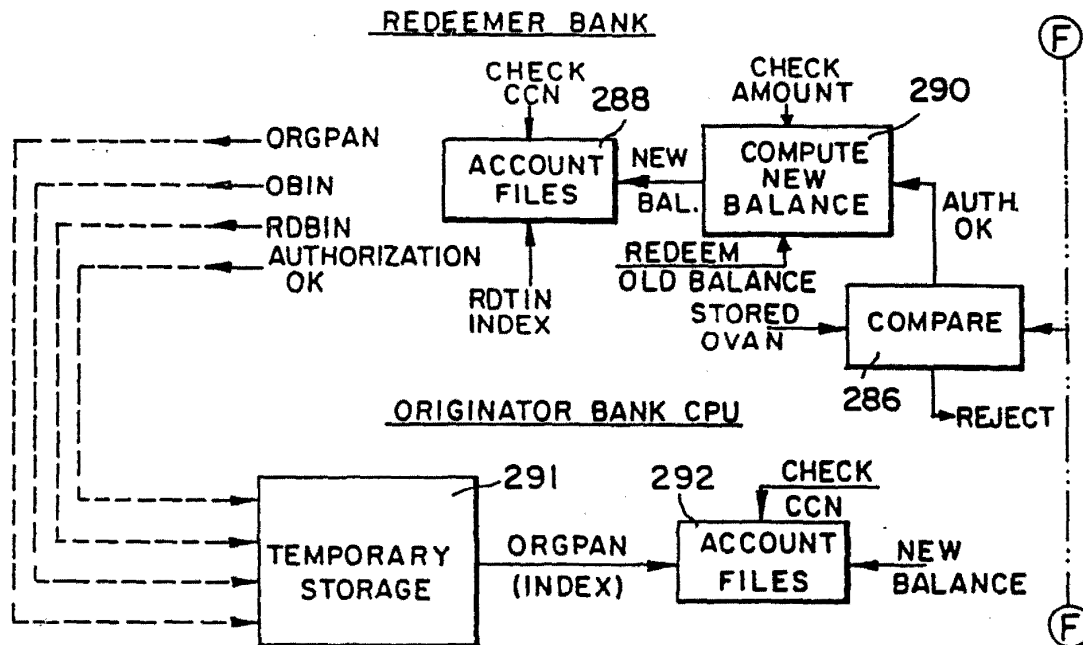 REDEEMER BANK
F
CHECK
CCN
288
CHECK
AMOUNT
290
ORGPAN
OBIN
RDBIN
AUTHORIZATION
OK
ACCOUNT
FILES
NEW
BAL.
COMPUTE
NEW
BALANCE
AUTH.
OK
RDTIN
INDEX
REDEEM
OLD BALANCE
STORED
OVAN
COMPARE
286
REJECT
ORIGINATOR BANK CPU
291
TEMPORARY
STORAGE
ORGPAN
(INDEX)
292
CHECK
CCN
ACCOUNT
FILES
NEW
BALANCE
F